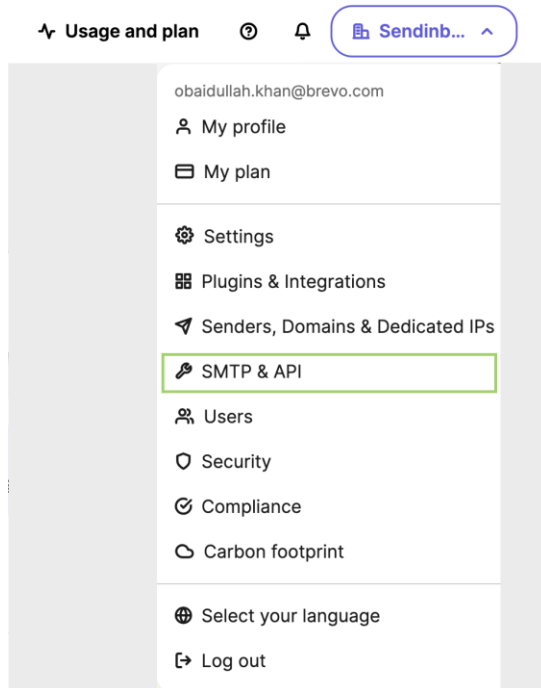 Usage and plan Sendinb...
obaidullah.khan@brevo.com
My profile
My plan
Settings
Plugins & Integrations
Senders, Domains & Dedicated IPs
SMTP & API
Users
Security
Compliance
Carbon footprint
Select your language
Log out